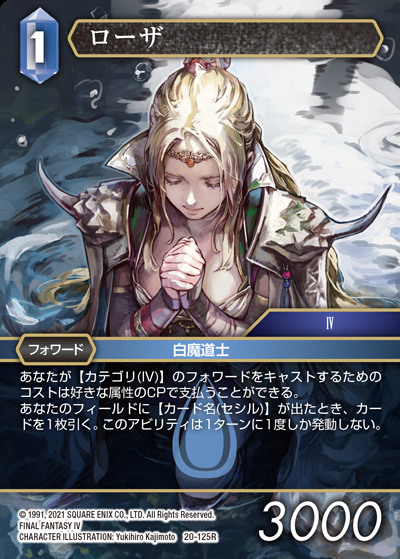 1
ローザ
Ⅳ
フォワード
白魔道士
あなたが【カテゴリ(Ⅳ)】のフォワードをキャストするための
コストは好きな属性のCPで支払うことができる。
あなたのフィールドに【カード名(セシル)】が出たとき、カー
ドを1枚引く。このアビリティは1ターンに1度しか発動しない。
© 1991, 2021 SQUARE ENIX CO., LTD. All Rights Reserved.
FINAL FANTASY IV
CHARACTER ILLUSTRATION: Yukihiro Kajimoto 20-125R
3000